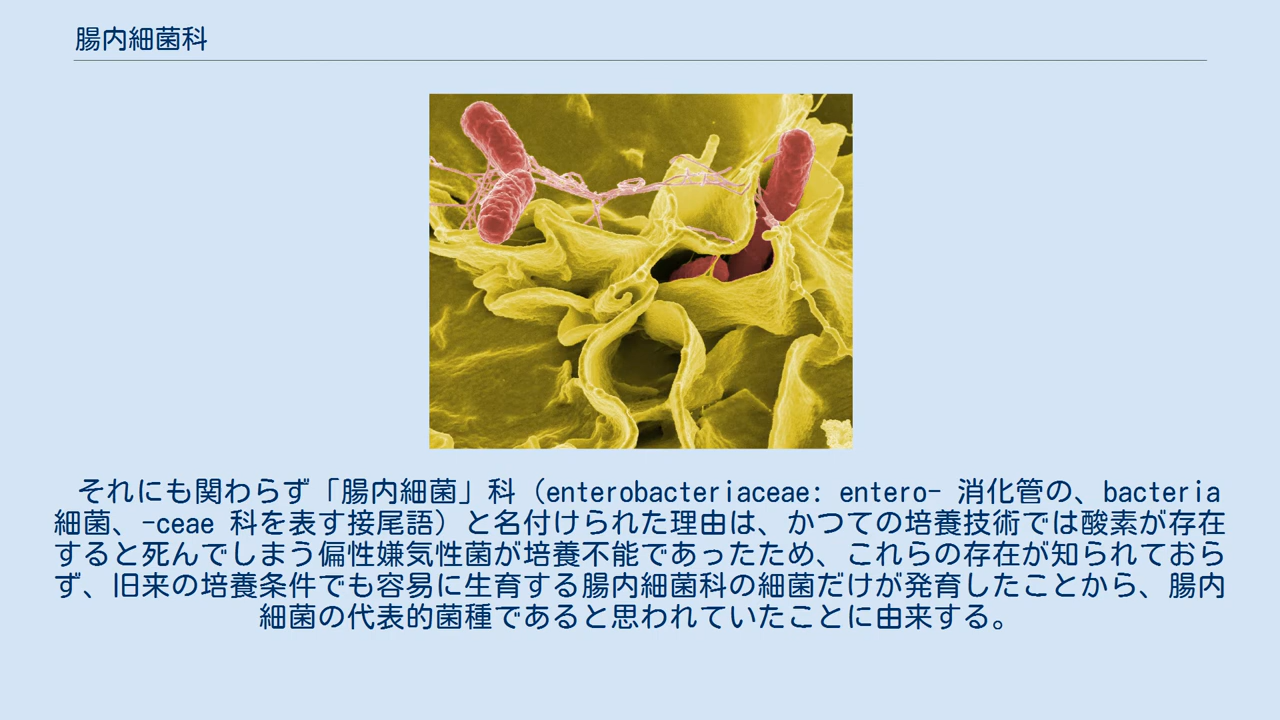 腸内細菌科
それにも関わらず「腸内細菌」科（enterobacteriaceae: entero- 消化管の、bacteria
細菌、-ceae 科を表す接尾語）と名付けられた理由は、かつての培養技術では酸素が存在
すると死んでしまう偏性嫌気性菌が培養不能であったため、これらの存在が知られておら
ず、旧来の培養条件でも容易に生育する腸内細菌科の細菌だけが発育したことから、腸内
細菌の代表的菌種であると思われていたことに由来する。